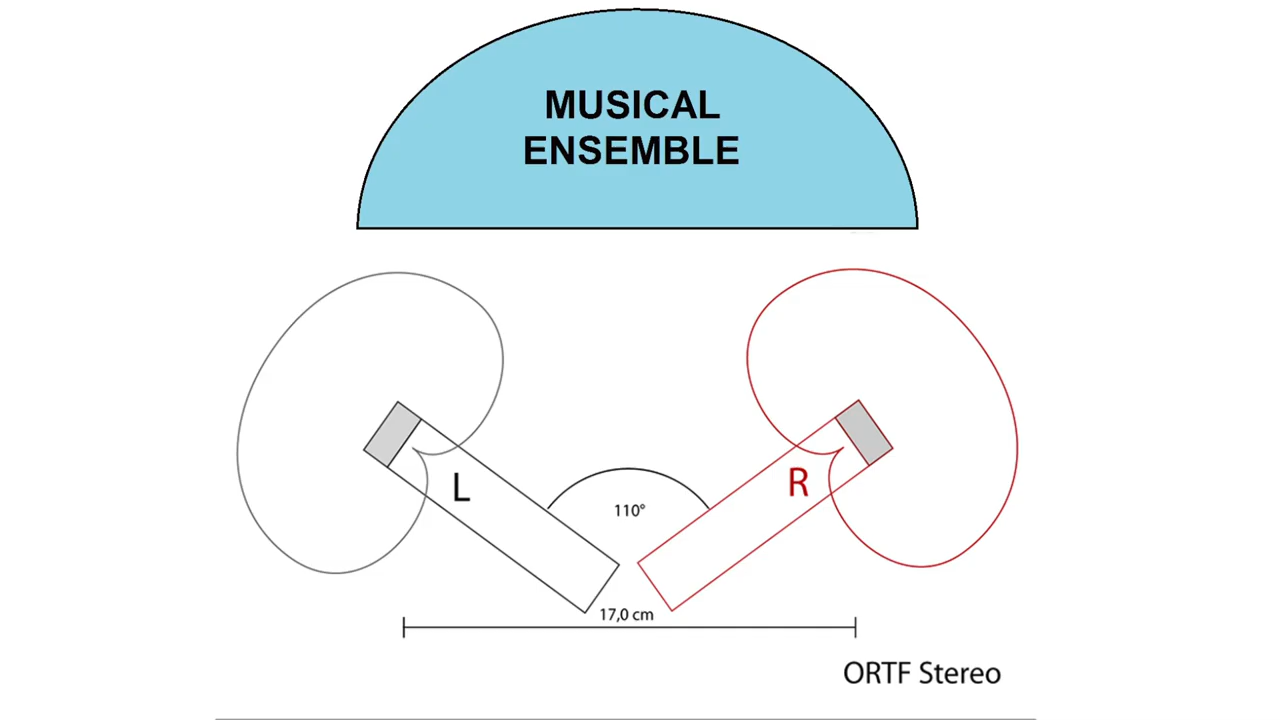 MUSICAL
ENSEMBLE
L
R
110°
17,0 cm
ORTF Stereo